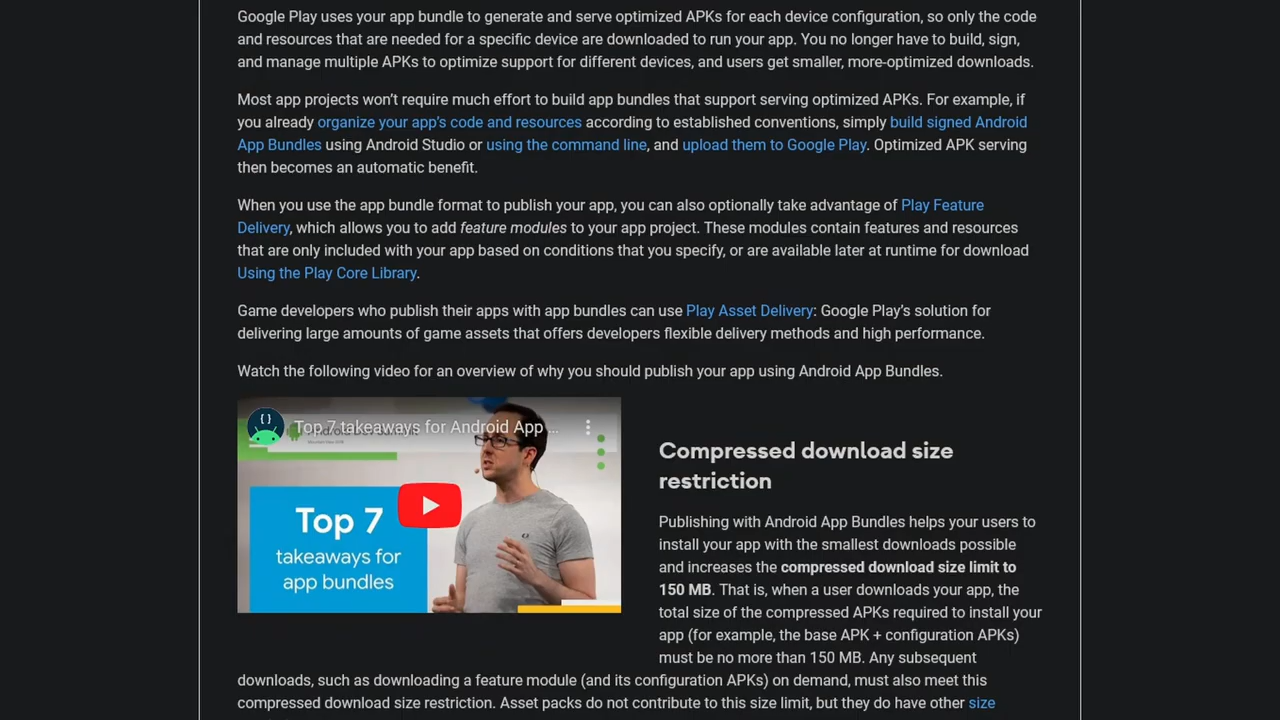 Google Play uses your app bundle to generate and serve optimized APKs for each device configuration, so only the code
and resources that are needed for a specific device are downloaded to run your app. You no longer have to build, sign,
and manage multiple APKs to optimize support for different devices, and users get smaller, more-optimized downloads.
Most app projects won’t require much effort to build app bundles that support serving optimized APKs. For example, if
you already organize your app’s code and resources according to established conventions, simply build signed Android
App Bundles using Android Studio or using the command line, and upload them to Google Play. Optimized APK serving
then becomes an automatic benefit.
When you use the app bundle format to publish your app, you can also optionally take advantage of Play Feature
Delivery, which allows you to add feature modules to your app project. These modules contain features and resources
that are only included with your app based on conditions that you specify, or are available later at runtime for download
Using the Play Core Library.
Game developers who publish their apps with app bundles can use Play Asset Delivery: Google Play’s solution for
delivering large amounts of game assets that offers developers flexible delivery methods and high performance.
Watch the following video for an overview of why you should publish your app using Android App Bundles.
Top 7 takeaways for Android App ...
Top 7
takeaways for
app bundles
Compressed download size
restriction
Publishing with Android App Bundles helps your users to
install your app with the smallest downloads possible
and increases the compressed download size limit to
150 MB. That is, when a user downloads your app, the
total size of the compressed APKs required to install your
app (for example, the base APK + configuration APKs)
must be no more than 150 MB. Any subsequent
downloads, such as downloading a feature module (and its configuration APKs) on demand, must also meet this
compressed download size restriction. Asset packs do not contribute to this size limit, but they do have other size